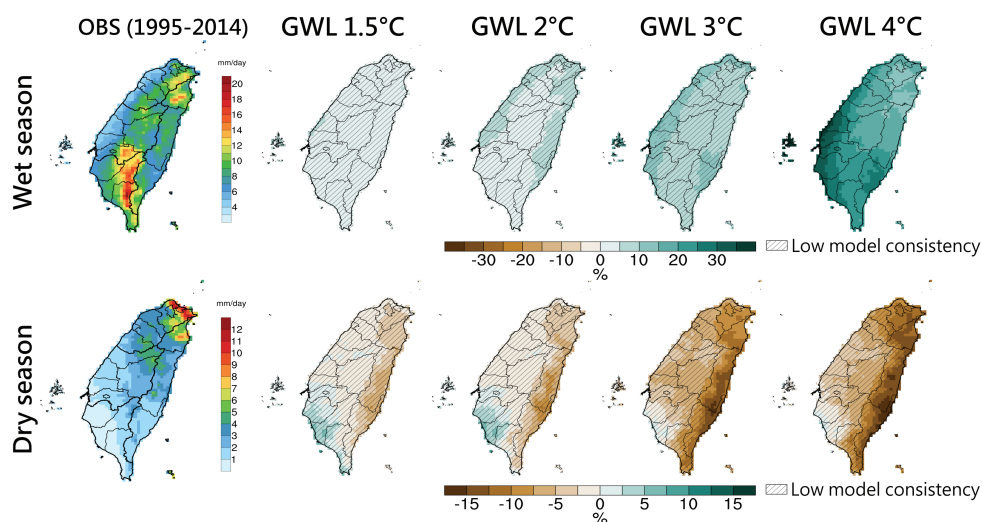 OBS (1995-2014) GWL 1.5°C GWL 2°C GWL 3°C GWL 4°C
Wet season
mm/day
20
18
16
14
12
10
8
6
4
-30 -20 -10 0 10 20 30
%
Low model consistency
Dry season
mm/day
12
11
10
9
8
7
6
5
4
3
2
1
-15 -10 -5 0 5 10 15
%
Low model consistency